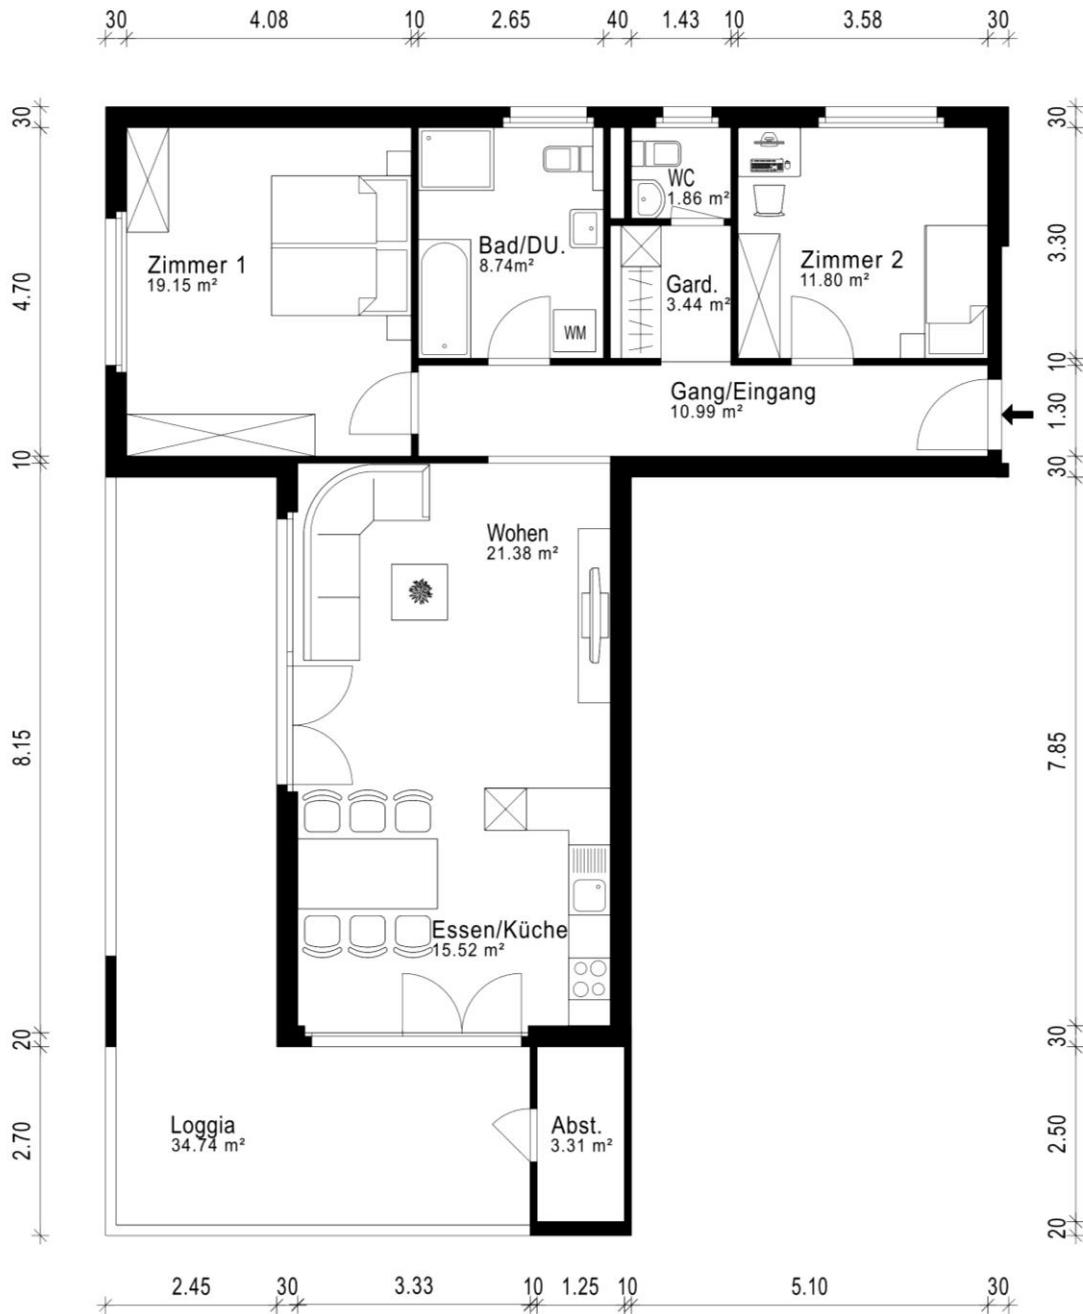 30 4.08 10 2.65 40 1.43 10 3.58 30
30
4.70
10
8.15
20
2.70
30
3.30
10
1.30
30
7.85
30
2.50
20
Zimmer 1
19.15 m²
Bad/DU.
8.74m²
WM
WC
1.86 m²
Gard.
3.44 m²
Zimmer 2
11.80 m²
Gang/Eingang
10.99 m²
Wohen
21.38 m²
Essen/Küche
15.52 m²
Loggia
34.74 m²
Abst.
3.31 m²
2.45 30 3.33 10 1.25 10 5.10 30